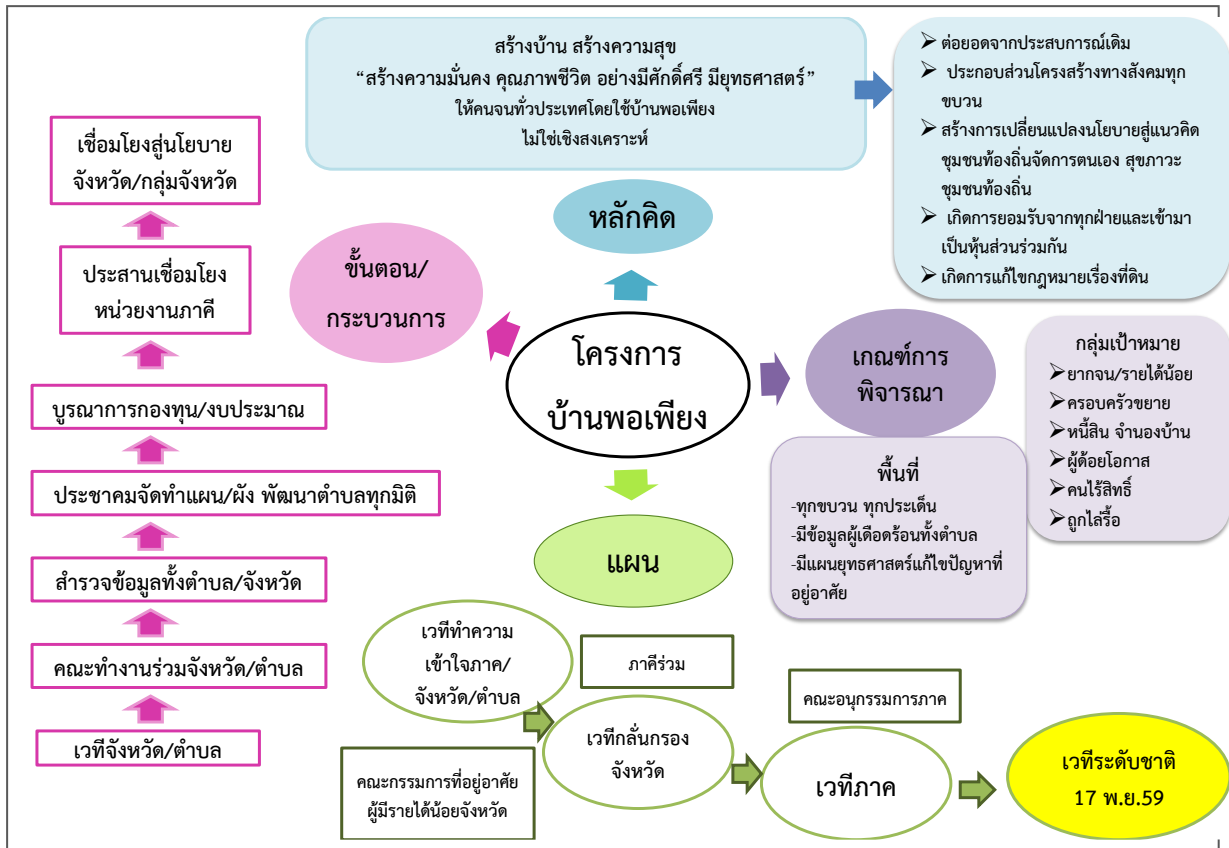 สร้างบ้าน สร้างความสุข
“สร้างความมั่นคง คุณภาพชีวิต อย่างมีศักดิ์ศรี มียุทธศาสตร์”
ให้คนจนทั่วประเทศโดยใช้บ้านพอเพียง
ไม่ใช่เชิงสงเคราะห์
➢ ต่อยอดจากประสบการณ์เดิม
➢ ประกอบส่วนโครงสร้างทางสังคมทุก
ขบวน
➢ สร้างการเปลี่ยนแปลงนโยบายสู่แนวคิด
ชุมชนท้องถิ่นจัดการตนเอง สุขภาวะ
ชุมชนท้องถิ่น
➢ เกิดการยอมรับจากทุกฝ่ายและเข้ามา
เป็นหุ้นส่วนร่วมกัน
➢ เกิดการแก้ไขกฎหมายเรื่องที่ดิน
หลักคิด
ขั้นตอน/
กระบวนการ
โครงการ
บ้านพอเพียง
เกณฑ์การ
พิจารณา
กลุ่มเป้าหมาย
➢ยากจน/รายได้น้อย
➢ครอบครัวขยาย
➢หนี้สิน จำนองบ้าน
➢ผู้ด้อยโอกาส
➢คนไร้สิทธิ์
➢ถูกไล่รื้อ
พื้นที่
-ทุกขบวน ทุกประเด็น
-มีข้อมูลผู้เดือดร้อนทั้งตำบล
-มีแผนยุทธศาสตร์แก้ไขปัญหาที่
อยู่อาศัย
เชื่อมโยงสู่นโยบาย
จังหวัด/กลุ่มจังหวัด
ประสานเชื่อมโยง
หน่วยงานภาคี
บูรณาการกองทุน/งบประมาณ
ประชาคมจัดทำแผน/ผัง พัฒนาตำบลทุกมิติ
สำรวจข้อมูลทั้งตำบล/จังหวัด
คณะทำงานร่วมจังหวัด/ตำบล
เวทีจังหวัด/ตำบล
แผน
เวทีทำความ
เข้าใจภาค/
จังหวัด/ตำบล
ภาคีร่วม
คณะกรรมการที่อยู่อาศัย
ผู้มีรายได้น้อยจังหวัด
เวทีกลั่นกรอง
จังหวัด
คณะอนุกรรมการภาค
เวทีภาค
เวทีระดับชาติ
17 พ.ย.59